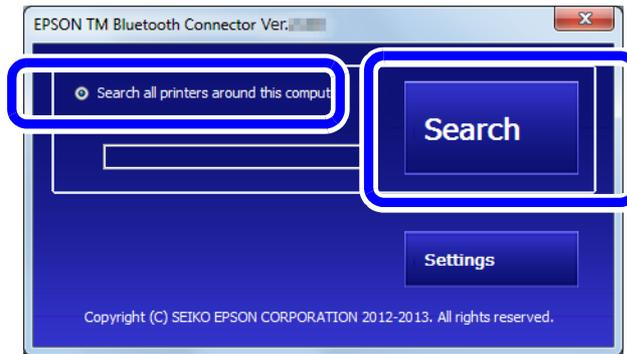 EPSON TM Bluetooth Connector Ver.
Search all printers around this comput
Search
Settings
Copyright (C) SEIKO EPSON CORPORATION 2012-2013. All rights reserved.